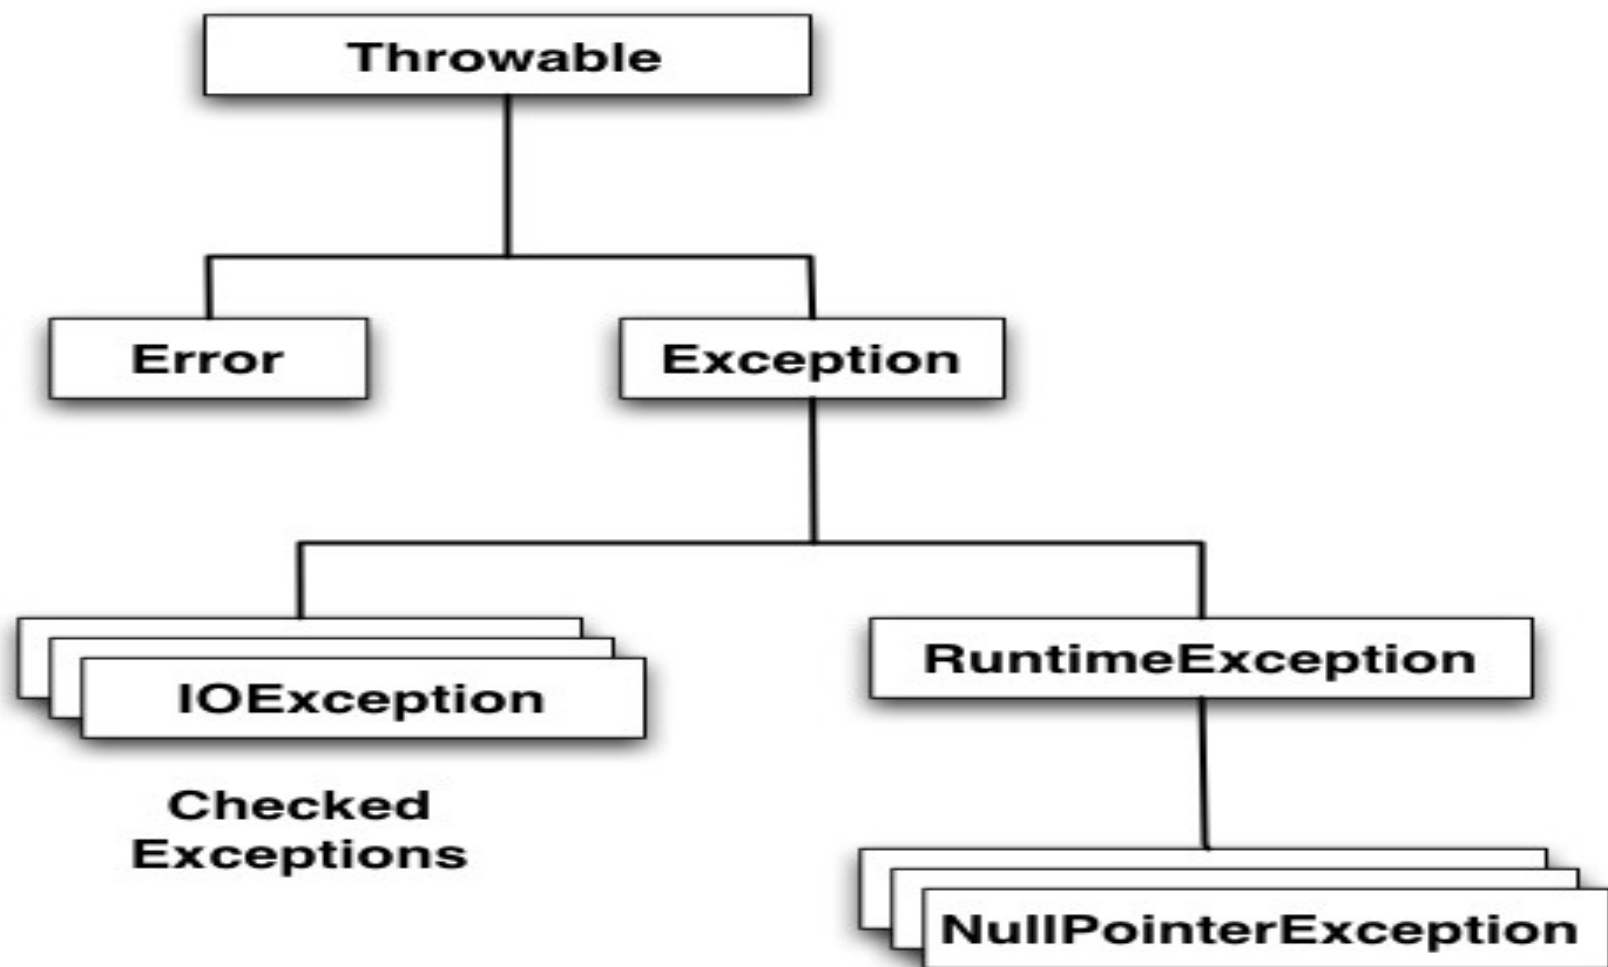 Throwable
Error
Exception
IOException
RuntimeException
Checked
Exceptions
NullPointerException